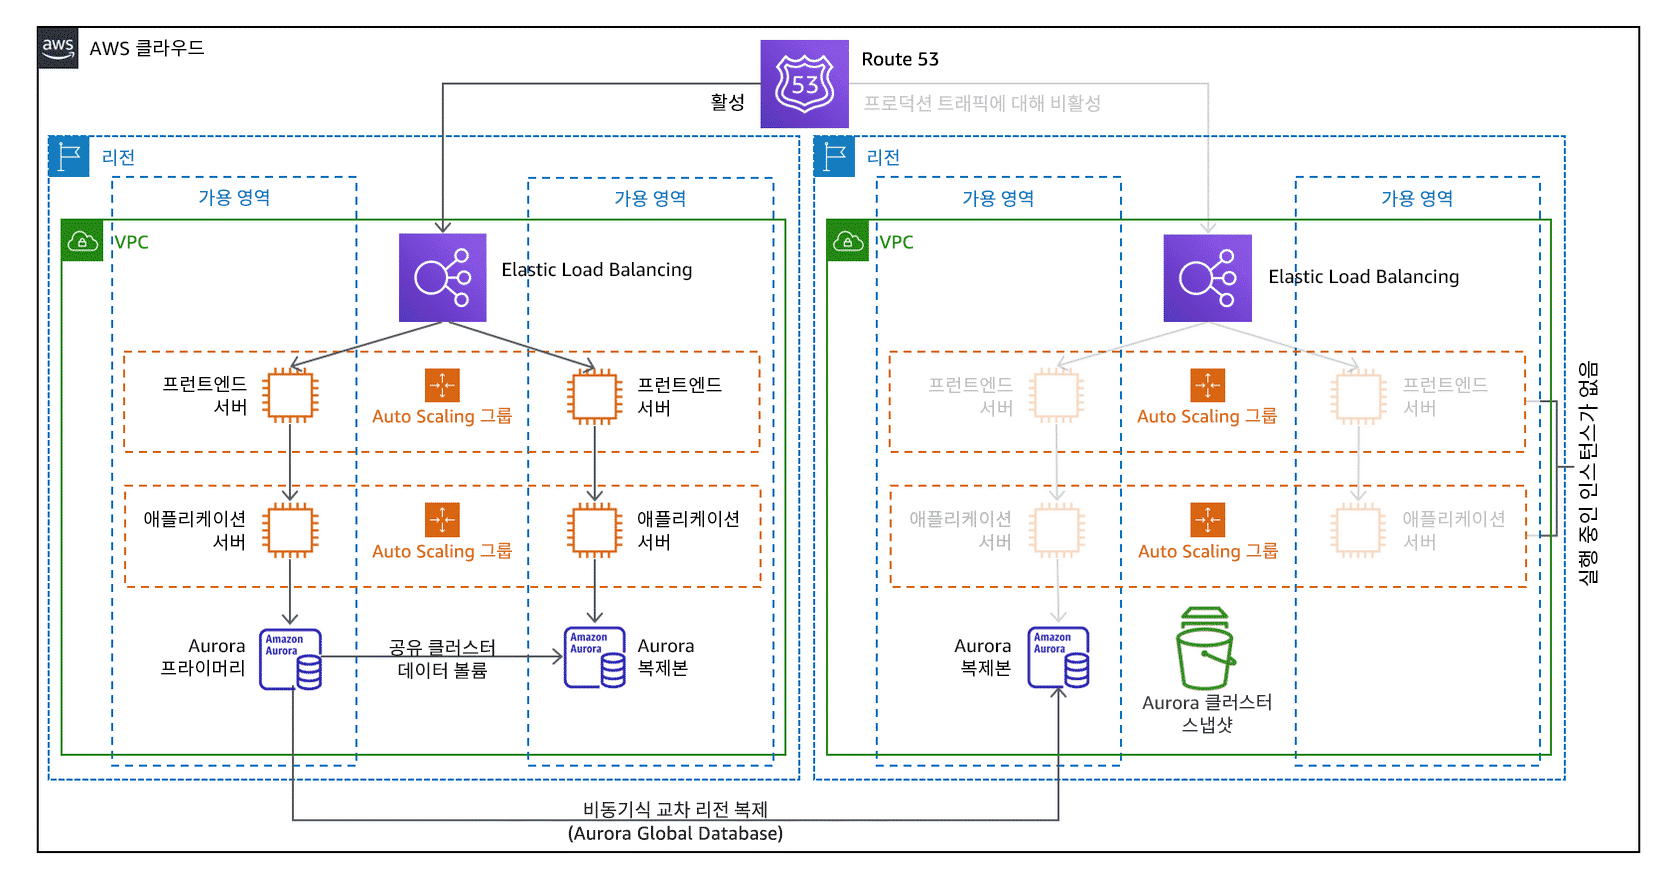 aws
AWS 클라우드
53
Route 53
활성
프로덕션 트래픽에 대해 비활성
리전
가용 영역
가용 영역
VPC
Elastic Load Balancing
프런트엔드
서버
Auto Scaling 그룹
프런트엔드
서버
애플리케이션
서버
Auto Scaling 그룹
애플리케이션
서버
Aurora
프라이머리
Amazon
Aurora
공유 클러스터
데이터 볼륨
Amazon
Aurora
Aurora
복제본
리전
가용 영역
가용 영역
VPC
Elastic Load Balancing
프런트엔드
서버
Auto Scaling 그룹
프런트엔드
서버
애플리케이션
서버
Auto Scaling 그룹
애플리케이션
서버
실행 중인 인스턴스가 없음
Aurora
복제본
Amazon
Aurora
Aurora 클러스터
스냅샷
비동기식 교차 리전 복제
(Aurora Global Database)